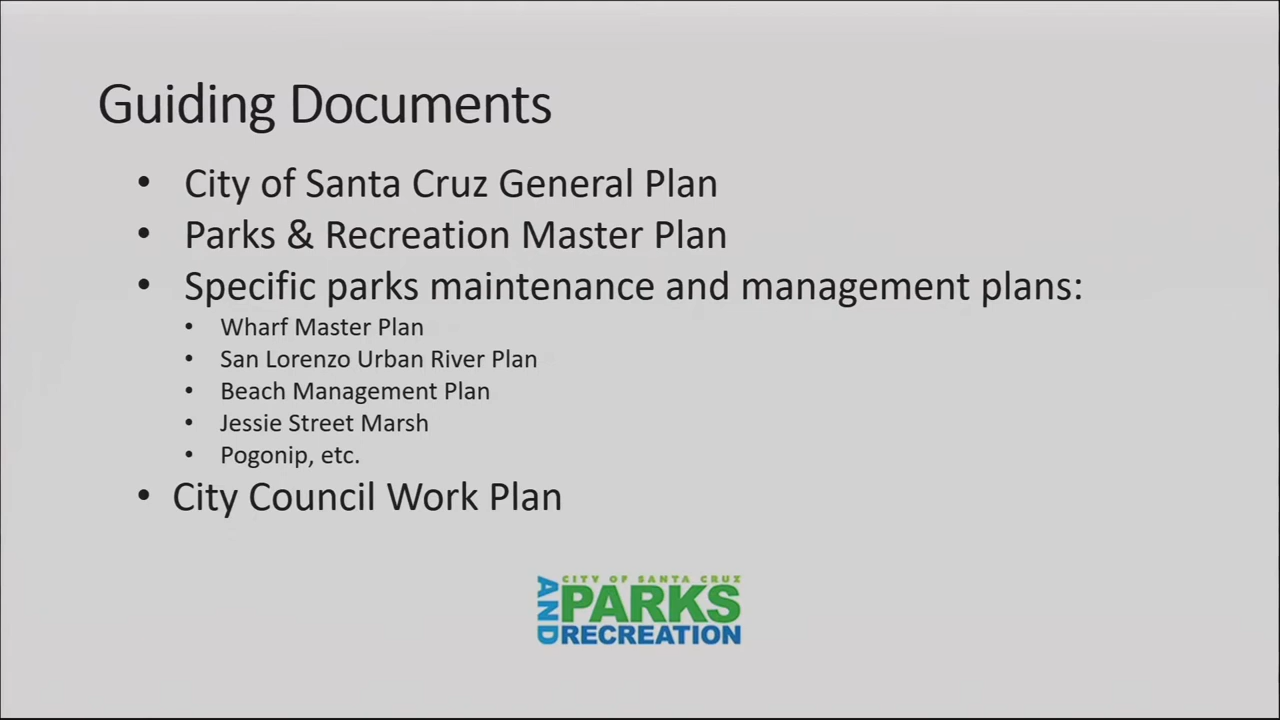 Guiding Documents
• City of Santa Cruz General Plan
• Parks & Recreation Master Plan
• Specific parks maintenance and management plans:
• Wharf Master Plan
• San Lorenzo Urban River Plan
• Beach Management Plan
• Jessie Street Marsh
• Pogonip, etc.
• City Council Work Plan
CITY OF SANTA CRUZ
AND PARKS
RECREATION